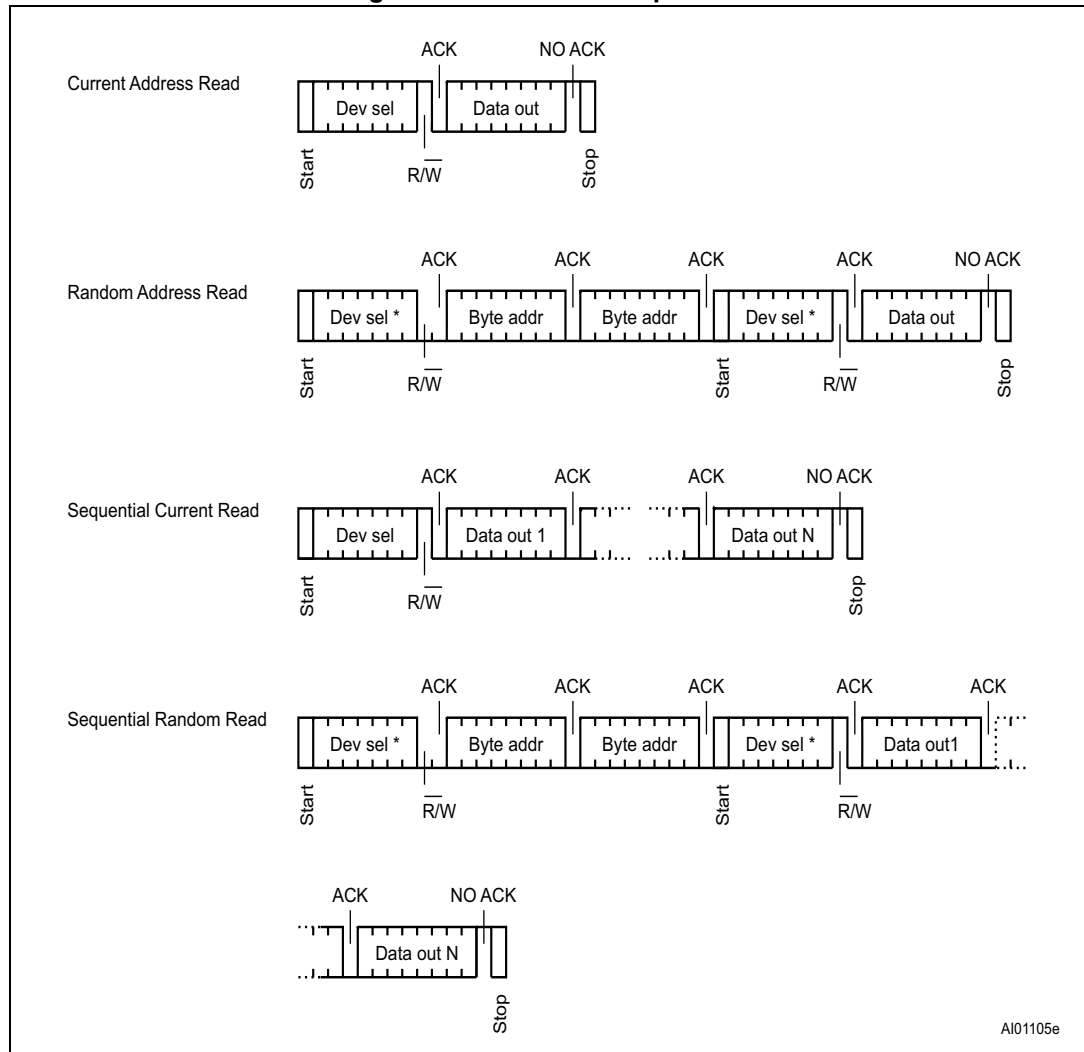 ACK NO ACK
Current Address Read
Dev sel Data out
Start R/W Stop
ACK ACK ACK ACK NO ACK
Random Address Read
Dev sel * Byte addr Byte addr Dev sel * Data out
Start R/W Start R/W Stop
ACK ACK ACK NO ACK
Sequential Current Read
Dev sel Data out 1 Data out N
Start R/W Stop
ACK ACK ACK ACK ACK
Sequential Random Read
Dev sel * Byte addr Byte addr Dev sel * Data out1
Start R/W Start R/W
ACK NO ACK
Data out N
Stop
AI01105e